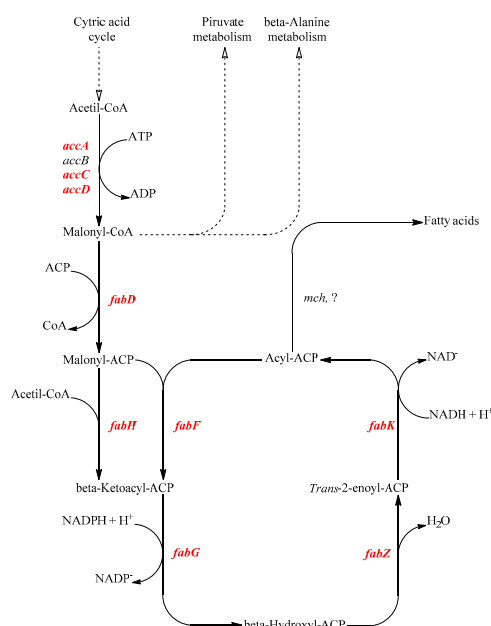 Cytric acid
cycle
Piruvate
metabolism
beta-Alanine
metabolism
Acetil-CoA
accA
accB
accC
accD
ATP
ADP
Malonyl-CoA
Fatty acids
ACP
fabD
CoA
mch, ?
Malonyl-ACP
Acyl-ACP
NAD-
Acetil-CoA
fabH
fabF
fabK
NADH + H+
beta-Ketoacyl-ACP
Trans-2-enoyl-ACP
NADPH + H+
fabG
NADP-
fabZ
H2O
beta-Hydroxyl-ACP